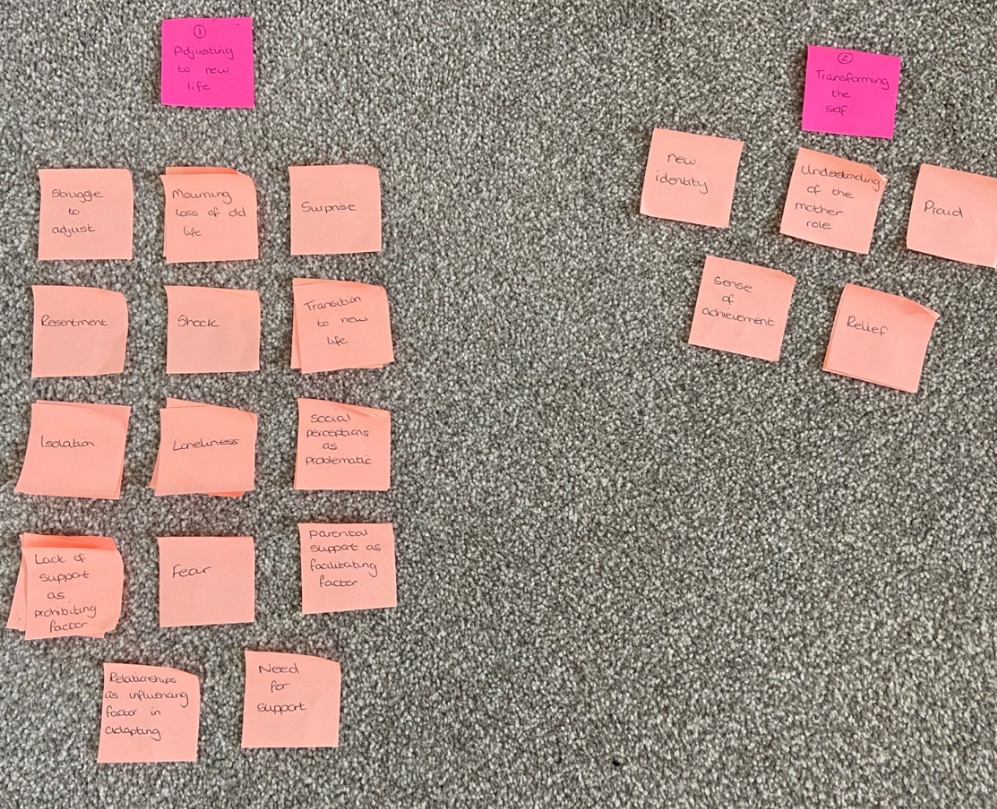 ①
Adjusting
to new
life
Struggle
to
adjust
Mourning
loss of old
life
Surprise
Resentment
Shock
Transition
to new
life
Isolation
Loneliness
Social
perceptions
as
problematic
Lack of
support
as
prohibiting
factor
Fear
Parental
support as
facilitating
factor.
Relationships
as influencing
factor in
adapting
Need
for
support
②
Transforming
the
self
New
identity
Understanding
of the
mother
role
Proud
Sense
of
achievement
Relief